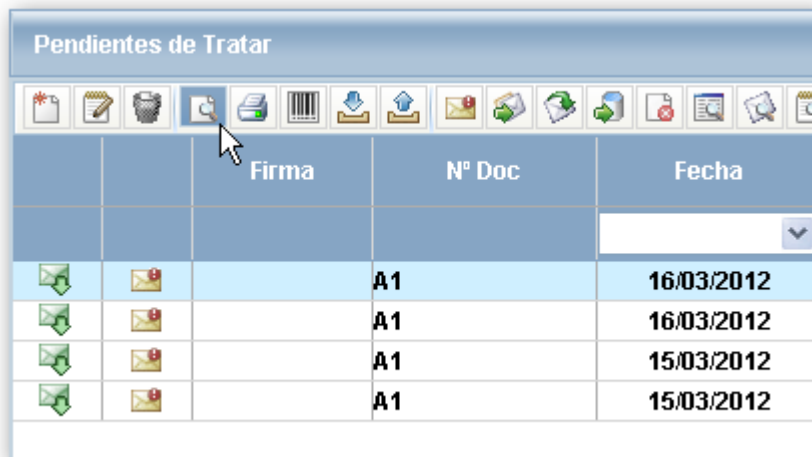 Pendientes de Tratar
Firma Nº Doc Fecha
A1 16/03/2012
A1 16/03/2012
A1 15/03/2012
A1 15/03/2012